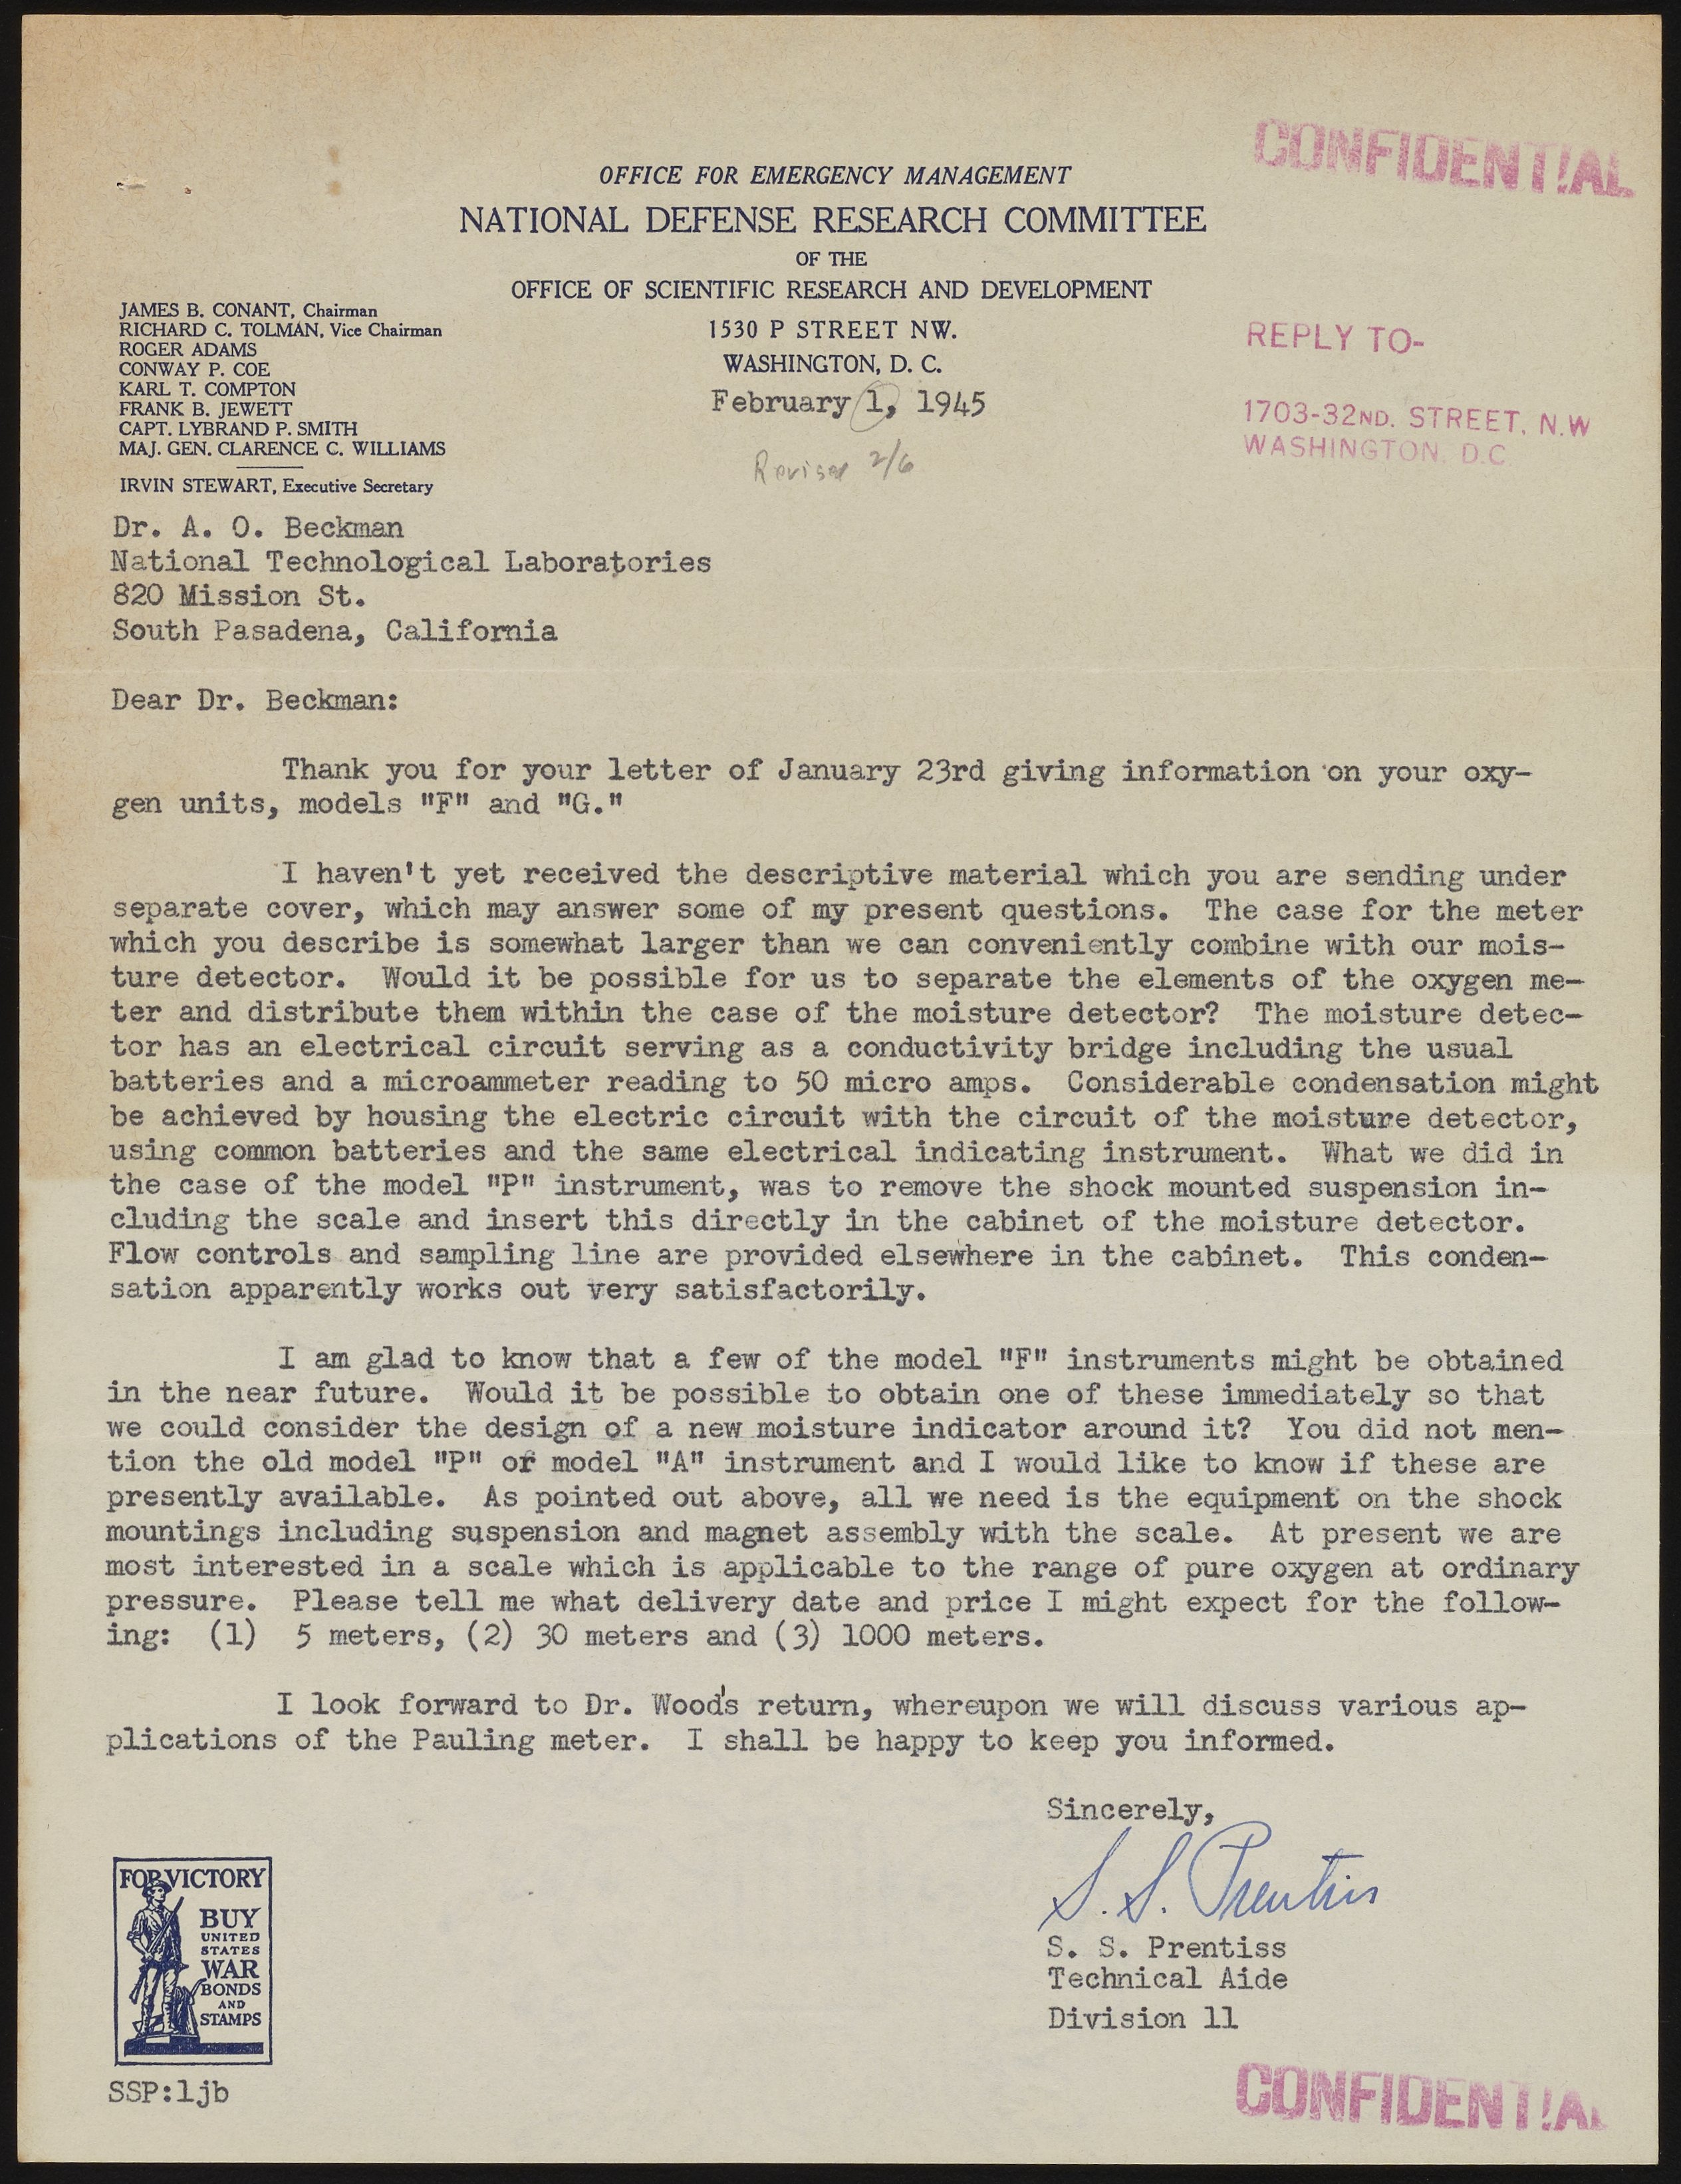 CONFIDENTIAL
OFFICE FOR EMERGENCY MANAGEMENT
NATIONAL DEFENSE RESEARCH COMMITTEE
OF THE
OFFICE OF SCIENTIFIC RESEARCH AND DEVELOPMENT
1530 P STREET NW.
WASHINGTON, D. C.
JAMES B. CONANT, Chairman
RICHARD C. TOLMAN, Vice Chairman
ROGER ADAMS
CONWAY P. COE
KARL T. COMPTON
FRANK B. JEWETT
CAPT. LYBRAND P. SMITH
MAJ. GEN. CLARENCE C. WILLIAMS
IRVIN STEWART, Executive Secretary
REPLY TO-
1703-32ND. STREET, N.W
WASHINGTON, D.C
February 1, 1945
Revised 2/6
Dr. A. O. Beckman
National Technological Laboratories
820 Mission St.
South Pasadena, California
Dear Dr. Beckman:
Thank you for your letter of January 23rd giving information on your oxy-
gen units, models "F" and "G."
I haven't yet received the descriptive material which you are sending under
separate cover, which may answer some of my present questions. The case for the meter
which you describe is somewhat larger than we can conveniently combine with our mois-
ture detector. Would it be possible for us to separate the elements of the oxygen me-
ter and distribute them within the case of the moisture detector? The moisture detec-
tor has an electrical circuit serving as a conductivity bridge including the usual
batteries and a microammeter reading to 50 micro amps. Considerable condensation might
be achieved by housing the electric circuit with the circuit of the moisture detector,
using common batteries and the same electrical indicating instrument. What we did in
the case of the model "P" instrument, was to remove the shock mounted suspension in-
cluding the scale and insert this directly in the cabinet of the moisture detector.
Flow controls and sampling line are provided elsewhere in the cabinet. This conden-
sation apparently works out very satisfactorily.
I am glad to know that a few of the model "F" instruments might be obtained
in the near future. Would it be possible to obtain one of these immediately so that
we could consider the design of a new moisture indicator around it? You did not men-
tion the old model "P" or model "A" instrument and I would like to know if these are
presently available. As pointed out above, all we need is the equipment on the shock
mountings including suspension and magnet assembly with the scale. At present we are
most interested in a scale which is applicable to the range of pure oxygen at ordinary
pressure. Please tell me what delivery date and price I might expect for the follow-
ing: (1) 5 meters, (2) 30 meters and (3) 1000 meters.
I look forward to Dr. Wood's return, whereupon we will discuss various ap-
plications of the Pauling meter. I shall be happy to keep you informed.
Sincerely,
S. S. Prentiss
S. S. Prentiss
Technical Aide
Division 11
FOR VICTORY
BUY
UNITED
STATES
WAR
BONDS
AND
STAMPS
SSP:ljb
CONFIDENTIAL